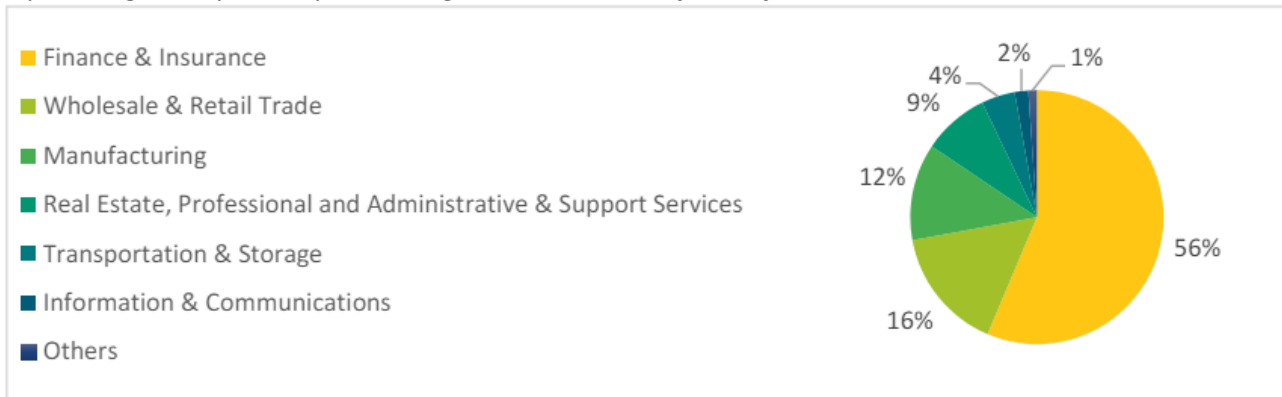 Finance & Insurance
Wholesale & Retail Trade
Manufacturing
Real Estate, Professional and Administrative & Support Services
Transportation & Storage
Information & Communications
Others
2%
1%
4%
9%
12%
56%
16%